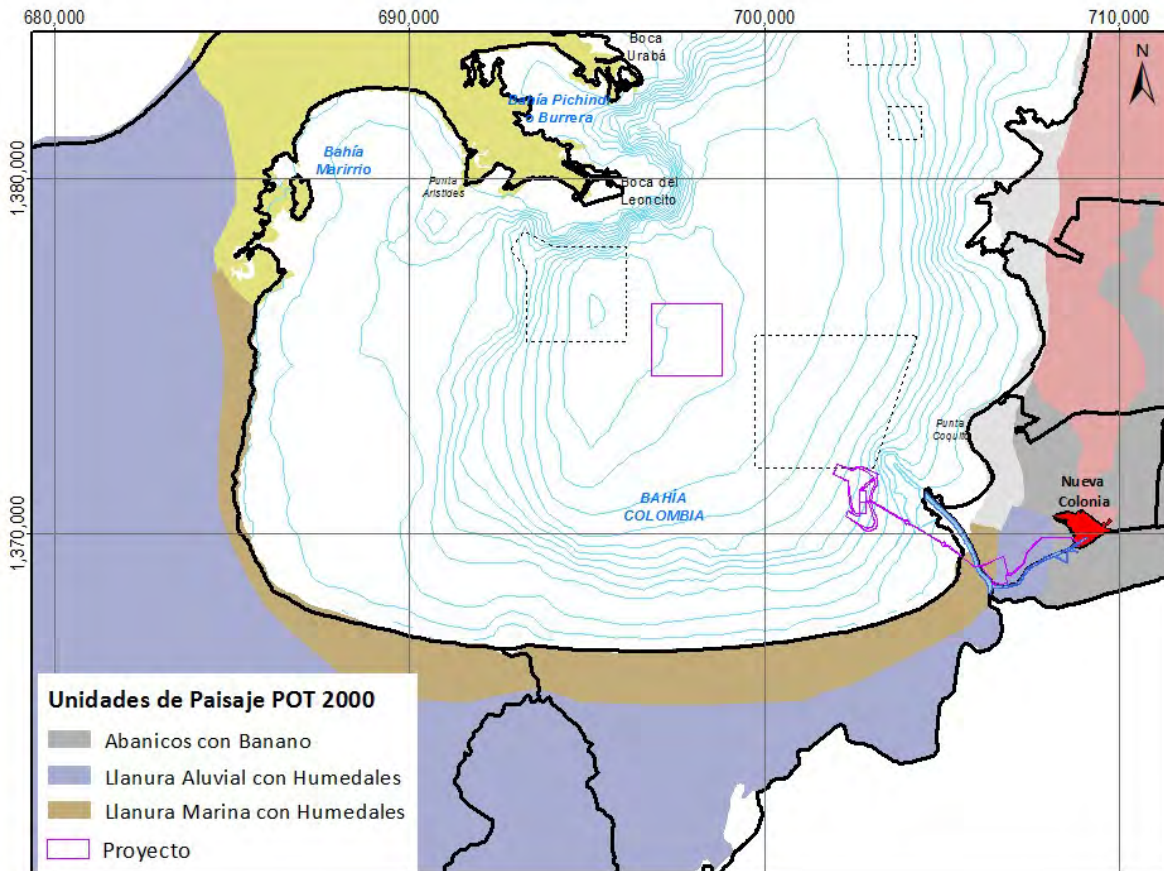 680,000
690,000
700,000
710,000
Boca
Urabá
N
Bahía Pichindi
o Burrera
Bahía
Marirrio
1,380,000
Punta
Aristides
Boca del
Leoncito
Punta
Coquito
Nueva
Colonia
BAHÍA
COLOMBIA
1,370,000
Unidades de Paisaje POT 2000
Abanicos con Banano
Llanura Aluvial con Humedales
Llanura Marina con Humedales
Proyecto